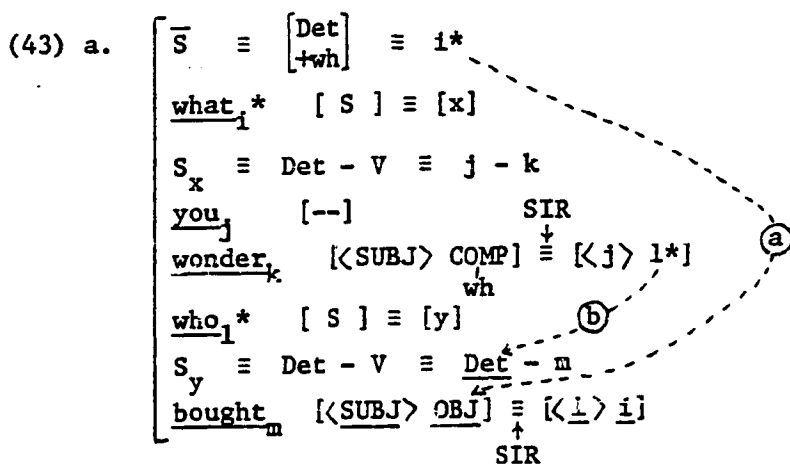 (43) a. S̅ ≡ [Det +wh] ≡ i*
what_i* [ S ] ≡ [x]
S_x ≡ Det - V ≡ j - k
you_j [--] SIR
wonder_k [⟨SUBJ⟩ COMP] ≡ [⟨j⟩ l*] ⓐ
wh
who_l* [ S ] ≡ [y] ⓑ
S_y ≡ Det - V ≡ Det - m
bought_m [⟨SUBJ⟩ OBJ] ≡ [⟨l⟩ i]
SIR